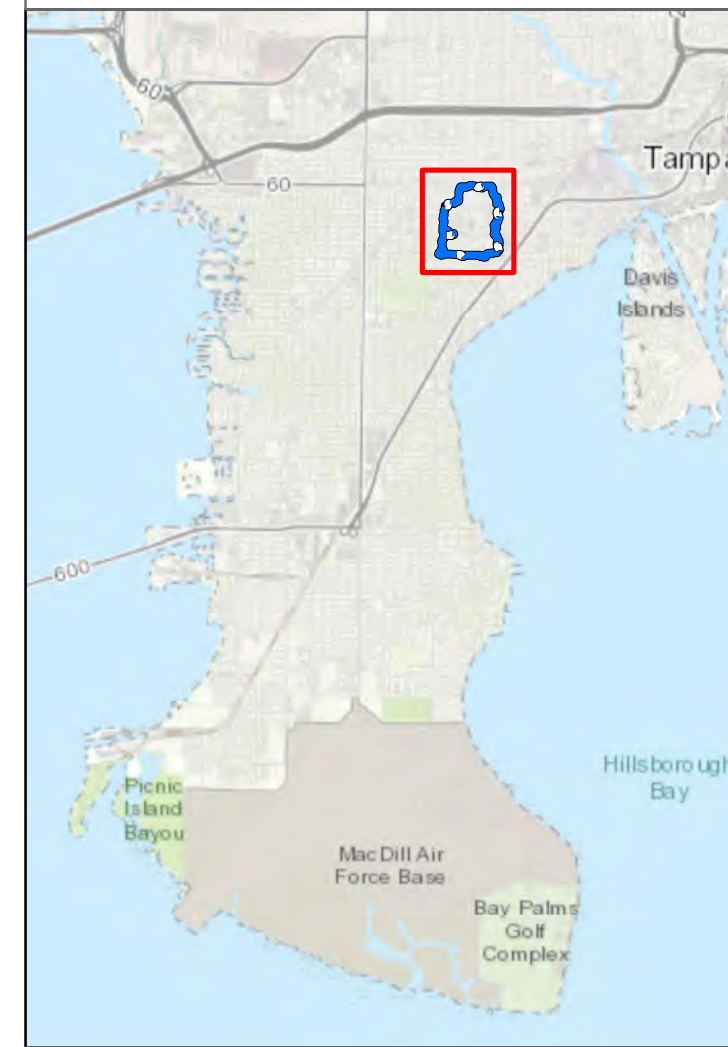 60
Tampa
60
Davis
Islands
600
Hillsborough
Bay
Picnic
Island
Bayou
MacDill Air
Force Base
Bay Palms
Golf
Complex